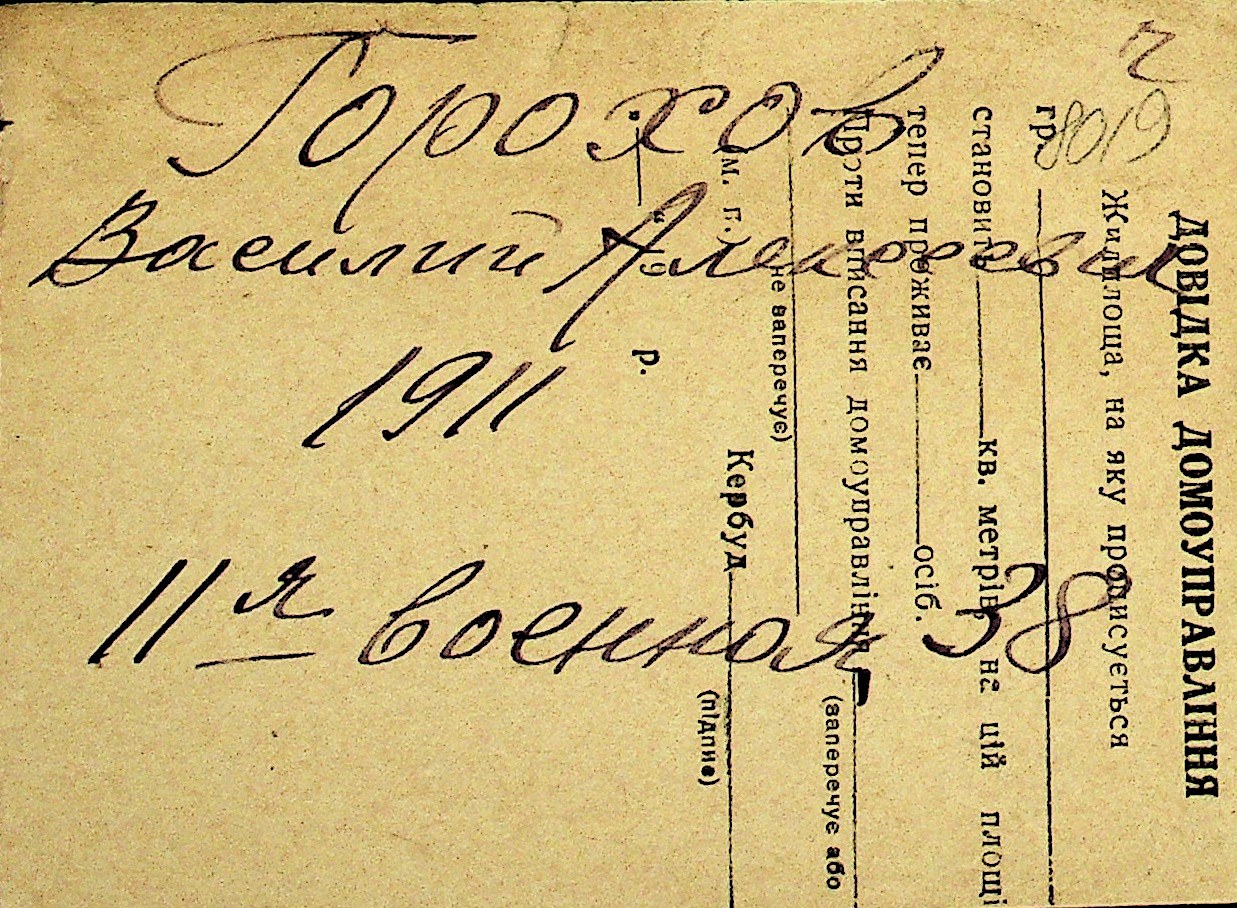 Горохов
Василий Алексеевич
1911
11я военная, 38
8019
ДОВІДКА ДОМОУПРАВЛІННЯ
Жилплоща, на яку прописується
гр.
становить кв. метрів на цій площі
тепер проживає осіб.
Проти вписання домоуправління
(заперечує або
не заперечує)
(м. п.) Кербуд
(підпис)
" " 19 р.